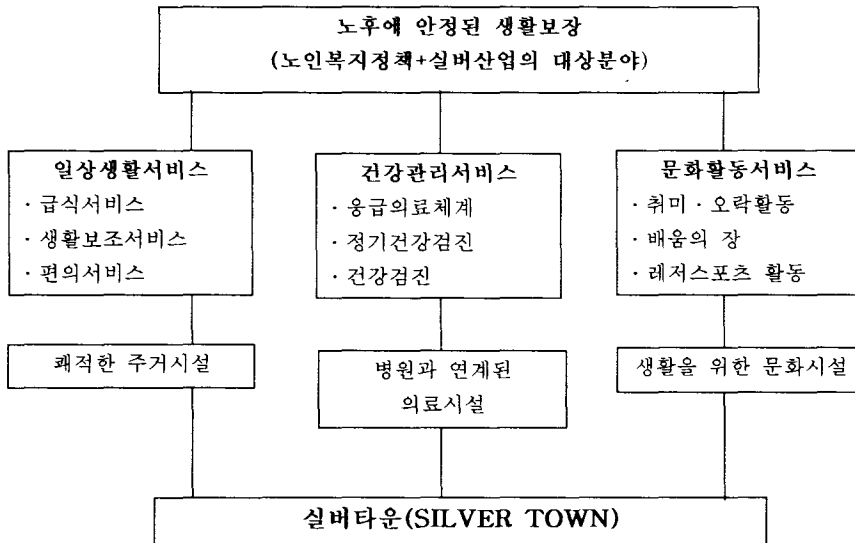 노후에 안정된 생활보장
(노인복지정책+실버산업의 대상분야)
일상생활서비스
· 급식서비스
· 생활보조서비스
· 편의서비스
건강관리서비스
· 응급의료체계
· 정기건강검진
· 건강검진
문화활동서비스
· 취미 · 오락활동
· 배움의 장
· 레저스포츠 활동
쾌적한 주거시설
병원과 연계된
의료시설
생활을 위한 문화시설
실버타운(SILVER TOWN)